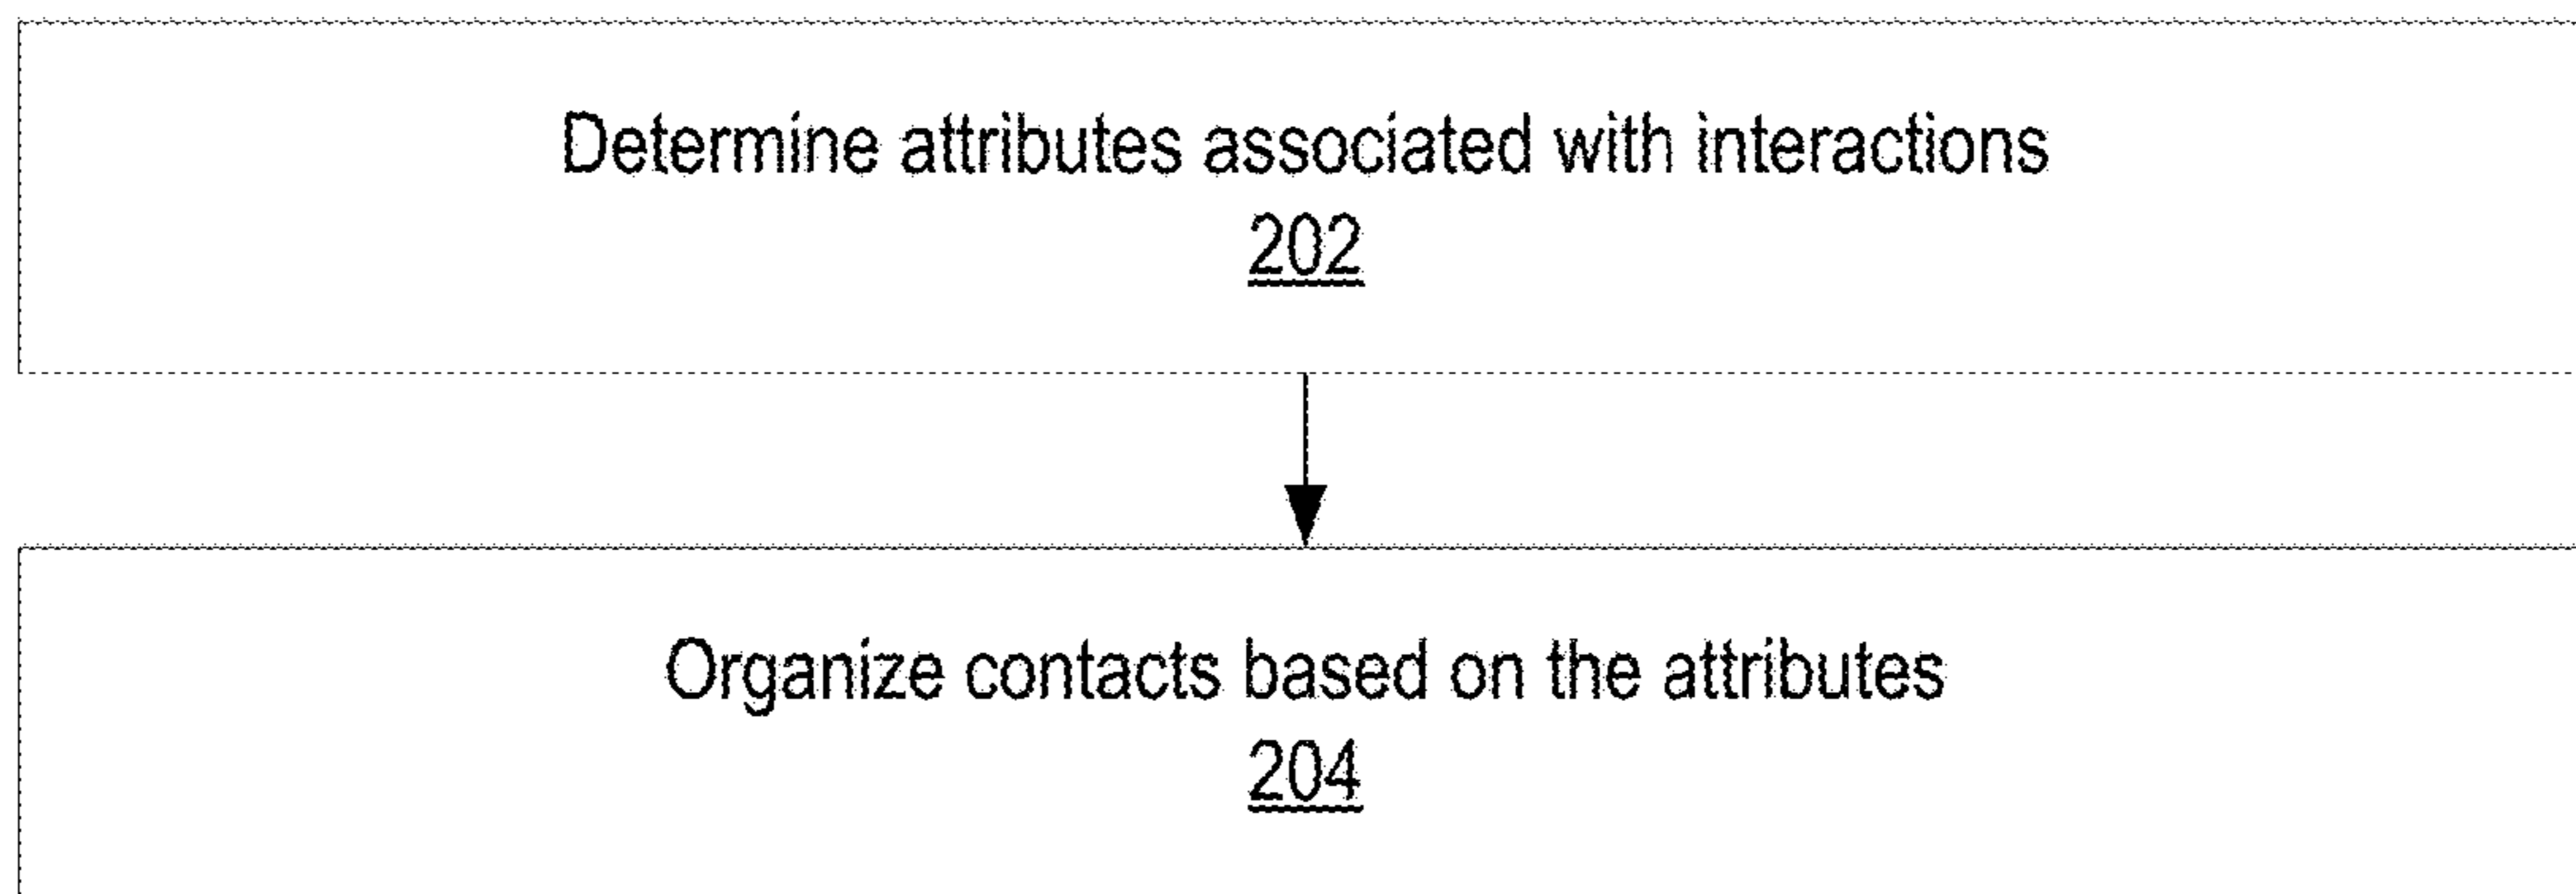 Determine attributes associated with interactions
202
Organize contacts based on the attributes
204